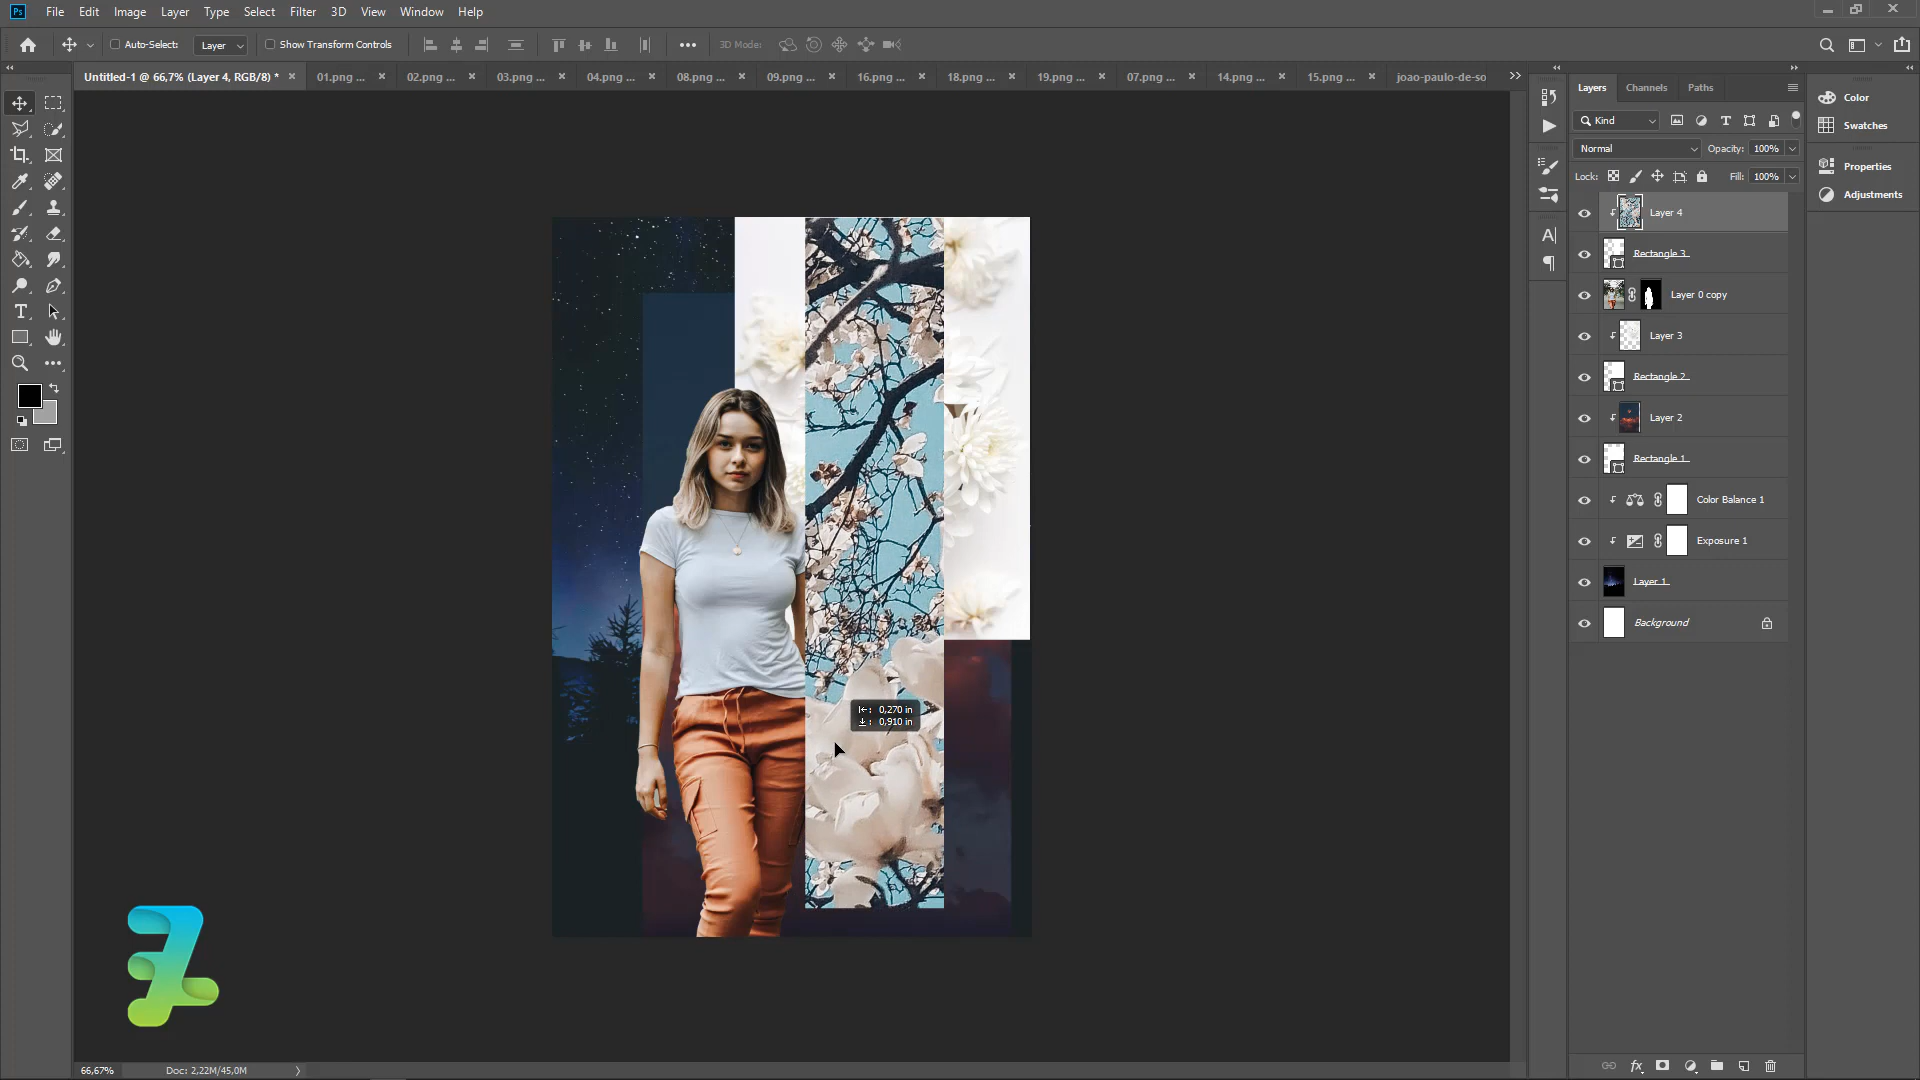 Ps File Edit Image Layer Type Select Filter 3D View Window Help
Auto-Select: Layer Show Transform Controls 3D Mode:
Untitled-1 @ 66,7% (Layer 4, RGB/8) * 01.png ... 02.png ... 03.png ... 04.png ... 08.png ... 09.png ... 16.png ... 18.png ... 19.png ... 07.png ... 14.png ... 15.png ... joao-paulo-de-so
Layers Channels Paths
Kind
Normal Opacity: 100%
Lock: Fill: 100%
Layer 4
Rectangle 3
Layer 0 copy
Layer 3
Rectangle 2
Layer 2
Rectangle 1
Color Balance 1
Exposure 1
Layer 1
Background
Color
Swatches
Properties
Adjustments
0,270 in
0,910 in
66,67% Doc: 2,22M/45,0M